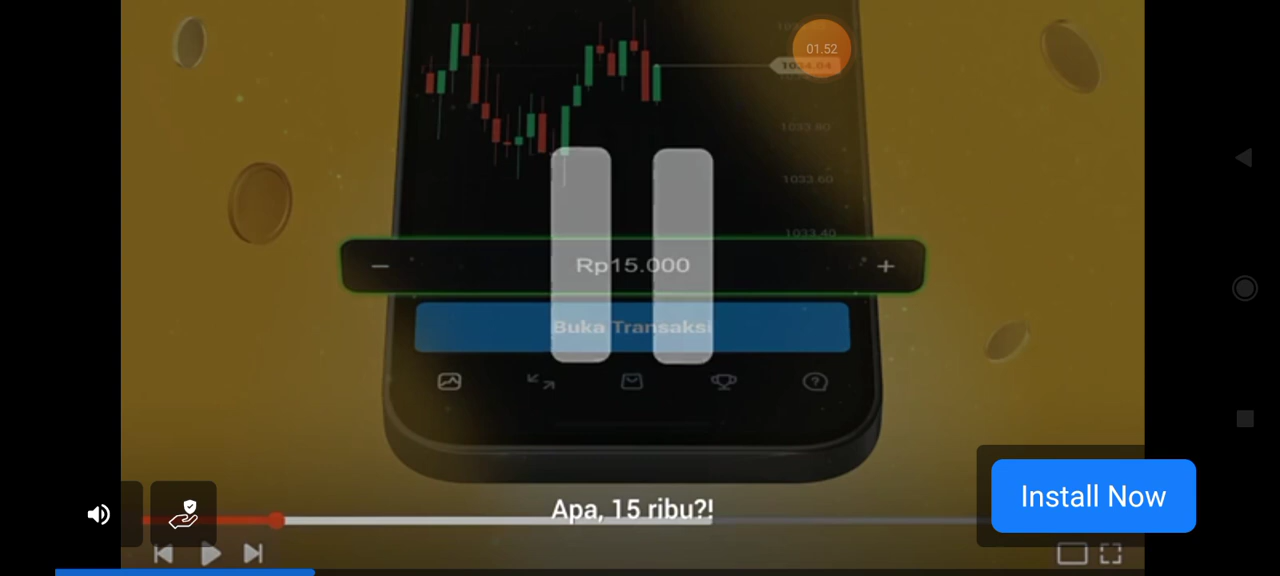 01.52
1034.04
1033.80
1033.60
1033.40
Rp15.000
Buka Transaksi
Apa, 15 ribu?!
Install Now